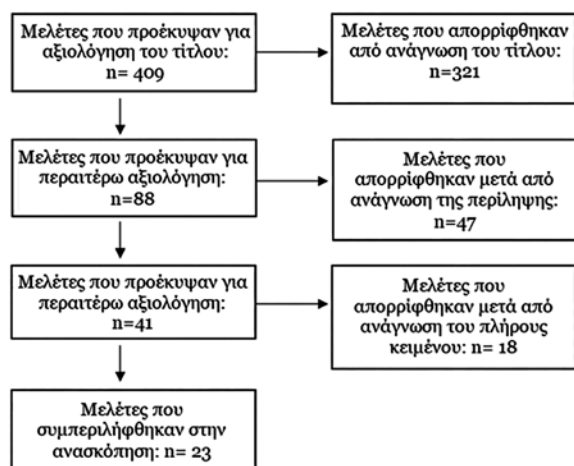 Μελέτες που προέκυψαν για
αξιολόγηση του τίτλου:
n= 409
Μελέτες που απορρίφθηκαν
από ανάγνωση του τίτλου:
n=321
Μελέτες που προέκυψαν για
περαιτέρω αξιολόγηση:
n=88
Μελέτες που
απορρίφθηκαν μετά από
ανάγνωση της περίληψης:
n=47
Μελέτες που προέκυψαν για
περαιτέρω αξιολόγηση:
n=41
Μελέτες που
απορρίφθηκαν μετά από
ανάγνωση του πλήρους
κειμένου: n= 18
Μελέτες που
συμπεριλήφθηκαν στην
ανασκόπηση: n= 23